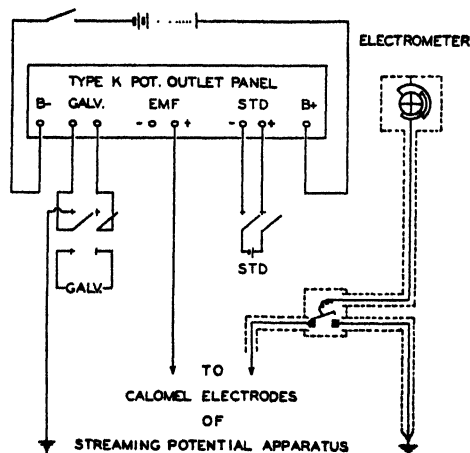 ELECTROMETER
TYPE K POT. OUTLET PANEL
B- GALV. EMF STD B+
- + - +
STD
GALV.
TO
CALOMEL ELECTRODES
OF
STREAMING POTENTIAL APPARATUS